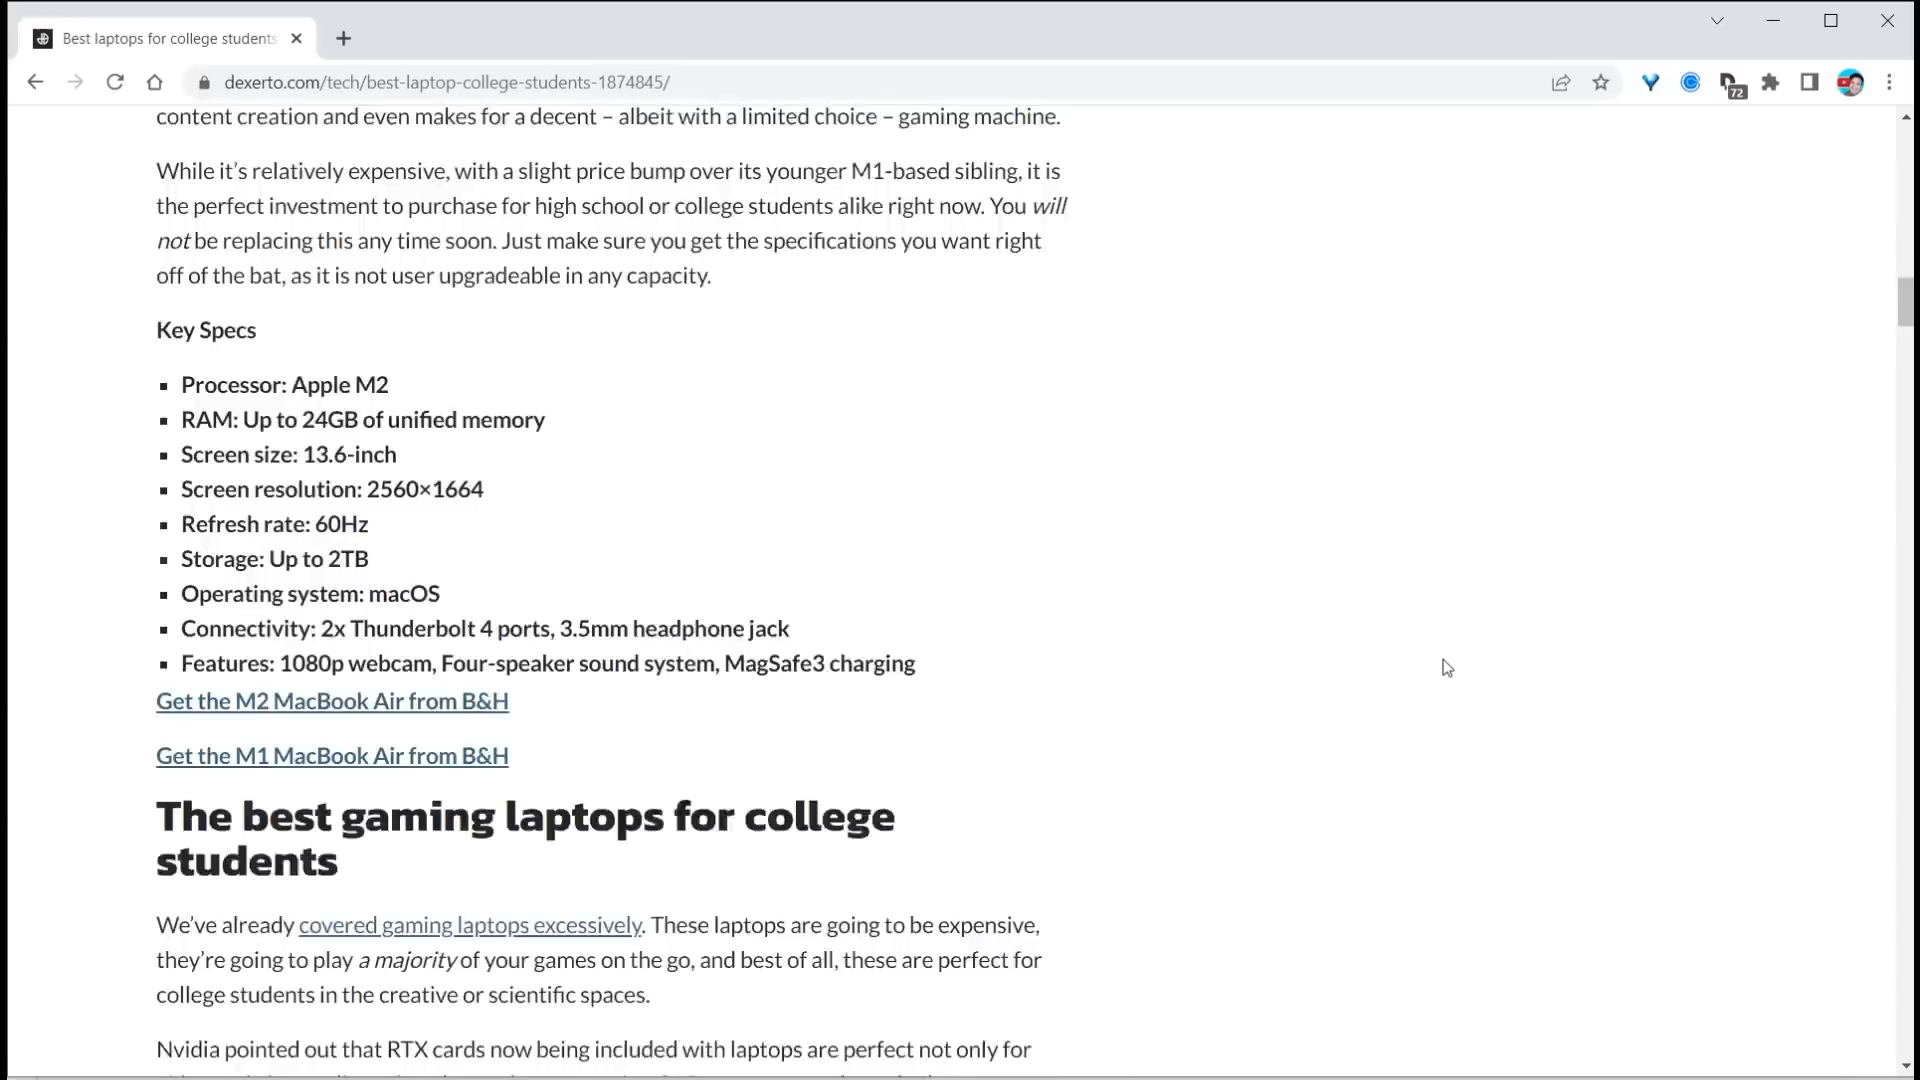 Best laptops for college students
dexerto.com/tech/best-laptop-college-students-1874845/
72
content creation and even makes for a decent – albeit with a limited choice – gaming machine.
While it’s relatively expensive, with a slight price bump over its younger M1-based sibling, it is
the perfect investment to purchase for high school or college students alike right now. You will
not be replacing this any time soon. Just make sure you get the specifications you want right
off of the bat, as it is not user upgradeable in any capacity.
Key Specs
Processor: Apple M2
RAM: Up to 24GB of unified memory
Screen size: 13.6-inch
Screen resolution: 2560×1664
Refresh rate: 60Hz
Storage: Up to 2TB
Operating system: macOS
Connectivity: 2x Thunderbolt 4 ports, 3.5mm headphone jack
Features: 1080p webcam, Four-speaker sound system, MagSafe3 charging
Get the M2 MacBook Air from B&H
Get the M1 MacBook Air from B&H
The best gaming laptops for college
students
We’ve already covered gaming laptops excessively. These laptops are going to be expensive,
they’re going to play a majority of your games on the go, and best of all, these are perfect for
college students in the creative or scientific spaces.
Nvidia pointed out that RTX cards now being included with laptops are perfect not only for